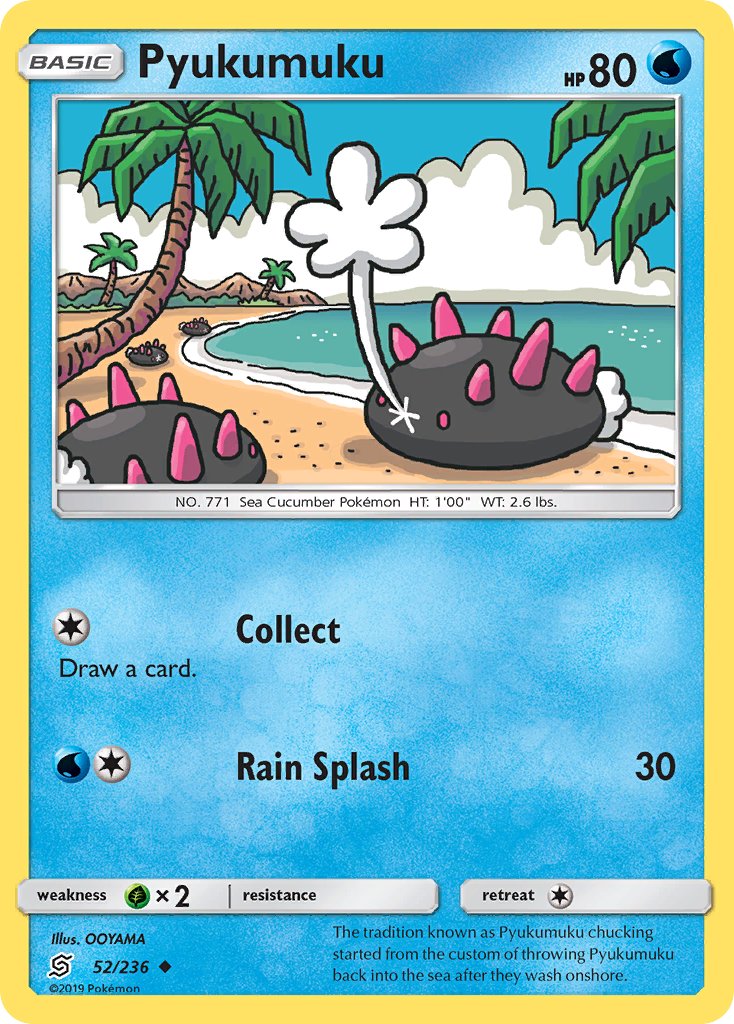 BASIC Pyukumuku HP 80
NO. 771 Sea Cucumber Pokémon HT: 1'00" WT: 2.6 lbs.
Collect
Draw a card.
Rain Splash 30
weakness ×2 resistance retreat
Illus. OOYAMA
52/236
©2019 Pokémon
The tradition known as Pyukumuku chucking
started from the custom of throwing Pyukumuku
back into the sea after they wash onshore.